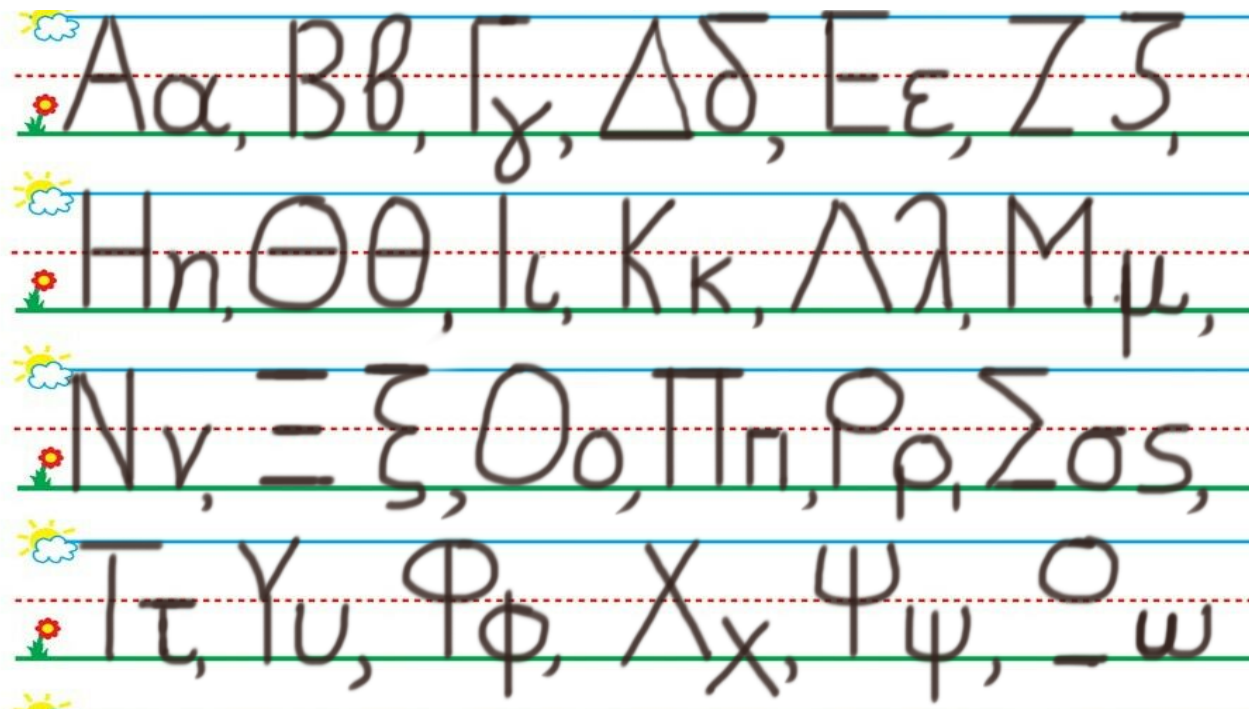 Αα, Ββ, Γγ, Δδ, Εε, Ζζ,
Ηη, Θθ, Ιι, Κκ, Λλ, Μμ,
Νν, Ξξ, Οο, Ππ, Ρρ, Σσς,
Ττ, Υυ, Φφ, Χχ, Ψψ, Ωω